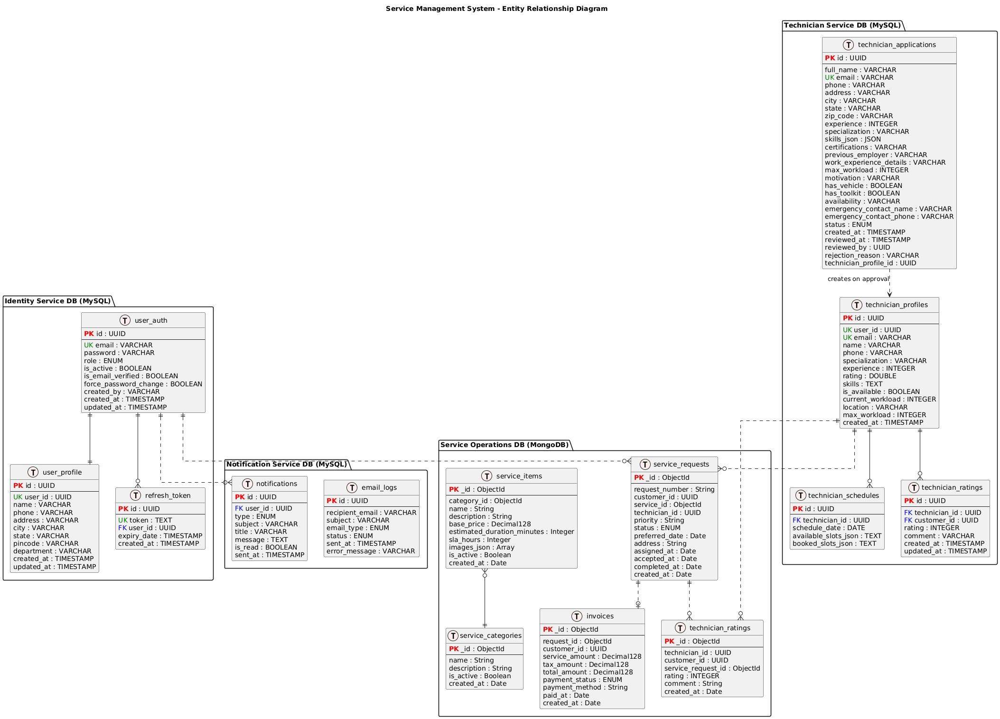 Service Management System - Entity Relationship Diagram
Technician Service DB (MySQL)
T technician_applications
PK id : UUID
full_name : VARCHAR
UK email : VARCHAR
phone : VARCHAR
address : VARCHAR
city : VARCHAR
state : VARCHAR
zip_code : VARCHAR
experience : INTEGER
specialization : VARCHAR
skills_json : JSON
certifications : VARCHAR
previous_employer : VARCHAR
work_experience_details : VARCHAR
max_workload : INTEGER
motivation : VARCHAR
has_vehicle : BOOLEAN
has_toolkit : BOOLEAN
availability : VARCHAR
emergency_contact_name : VARCHAR
emergency_contact_phone : VARCHAR
status : ENUM
created_at : TIMESTAMP
reviewed_at : TIMESTAMP
reviewed_by : UUID
rejection_reason : VARCHAR
technician_profile_id : UUID
creates on approval
T technician_profiles
PK id : UUID
UK user_id : UUID
UK email : VARCHAR
name : VARCHAR
phone : VARCHAR
specialization : VARCHAR
experience : INTEGER
rating : DOUBLE
skills : TEXT
is_available : BOOLEAN
current_workload : INTEGER
location : VARCHAR
max_workload : INTEGER
created_at : TIMESTAMP
T technician_schedules
PK id : UUID
FK technician_id : UUID
schedule_date : DATE
available_slots_json : TEXT
booked_slots_json : TEXT
T technician_ratings
PK id : UUID
FK technician_id : UUID
FK customer_id : UUID
rating : INTEGER
comment : VARCHAR
created_at : TIMESTAMP
updated_at : TIMESTAMP
Identity Service DB (MySQL)
T user_auth
PK id : UUID
UK email : VARCHAR
password : VARCHAR
role : ENUM
is_active : BOOLEAN
is_email_verified : BOOLEAN
force_password_change : BOOLEAN
created_by : VARCHAR
created_at : TIMESTAMP
updated_at : TIMESTAMP
T user_profile
PK id : UUID
UK user_id : UUID
name : VARCHAR
phone : VARCHAR
address : VARCHAR
city : VARCHAR
state : VARCHAR
pincode : VARCHAR
department : VARCHAR
created_at : TIMESTAMP
updated_at : TIMESTAMP
T refresh_token
PK id : UUID
UK token : TEXT
FK user_id : UUID
expiry_date : TIMESTAMP
created_at : TIMESTAMP
Notification Service DB (MySQL)
T notifications
PK id : UUID
FK user_id : UUID
type : ENUM
subject : VARCHAR
title : VARCHAR
message : TEXT
is_read : BOOLEAN
sent_at : TIMESTAMP
T email_logs
PK id : UUID
recipient_email : VARCHAR
subject : VARCHAR
email_type : ENUM
status : ENUM
sent_at : TIMESTAMP
error_message : VARCHAR
Service Operations DB (MongoDB)
T service_items
PK _id : ObjectId
category_id : ObjectId
name : String
description : String
base_price : Decimal128
estimated_duration_minutes : Integer
sla_hours : Integer
images_json : Array
is_active : Boolean
created_at : Date
T service_requests
PK _id : ObjectId
request_number : String
customer_id : UUID
service_id : ObjectId
technician_id : UUID
priority : String
status : ENUM
preferred_date : Date
address : String
assigned_at : Date
accepted_at : Date
completed_at : Date
created_at : Date
T service_categories
PK _id : ObjectId
name : String
description : String
is_active : Boolean
created_at : Date
T invoices
PK _id : ObjectId
request_id : ObjectId
customer_id : UUID
service_amount : Decimal128
tax_amount : Decimal128
total_amount : Decimal128
payment_status : ENUM
payment_method : String
paid_at : Date
created_at : Date
T technician_ratings
PK _id : ObjectId
technician_id : UUID
customer_id : UUID
service_request_id : ObjectId
rating : INTEGER
comment : String
created_at : Date